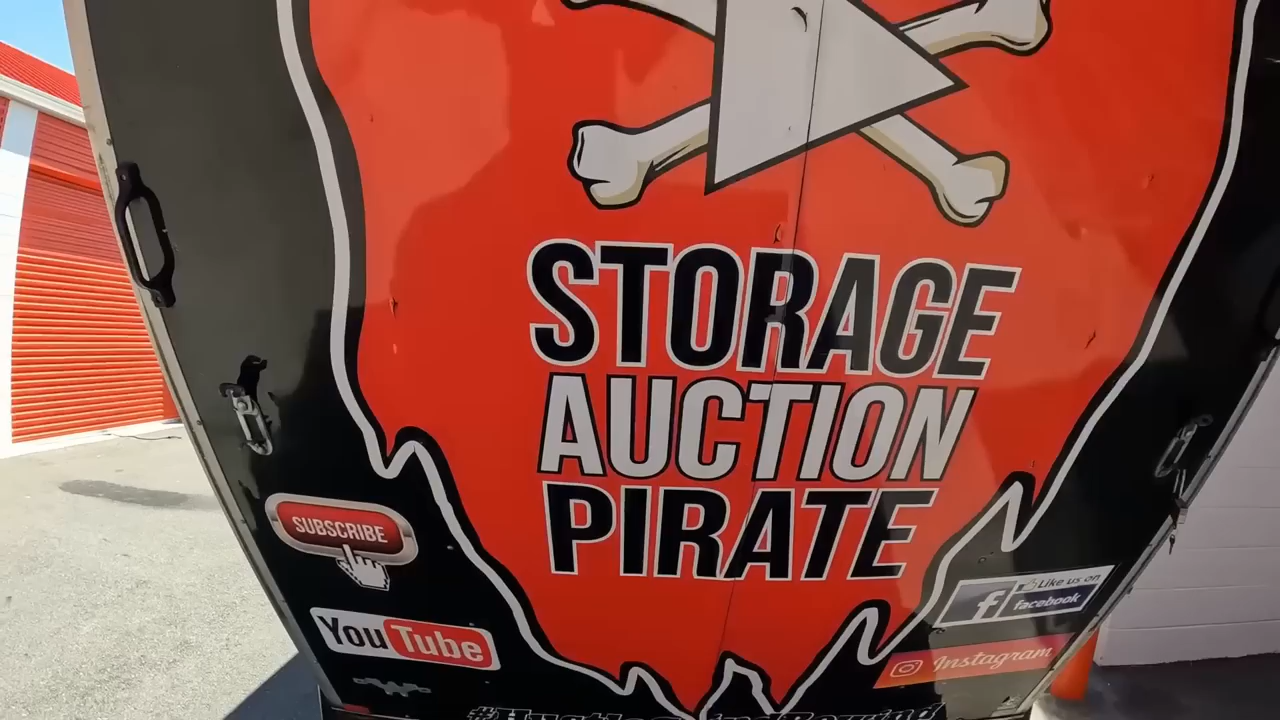 STORAGE
AUCTION
PIRATE
SUBSCRIBE
YouTube
Like us on
facebook
Instagram